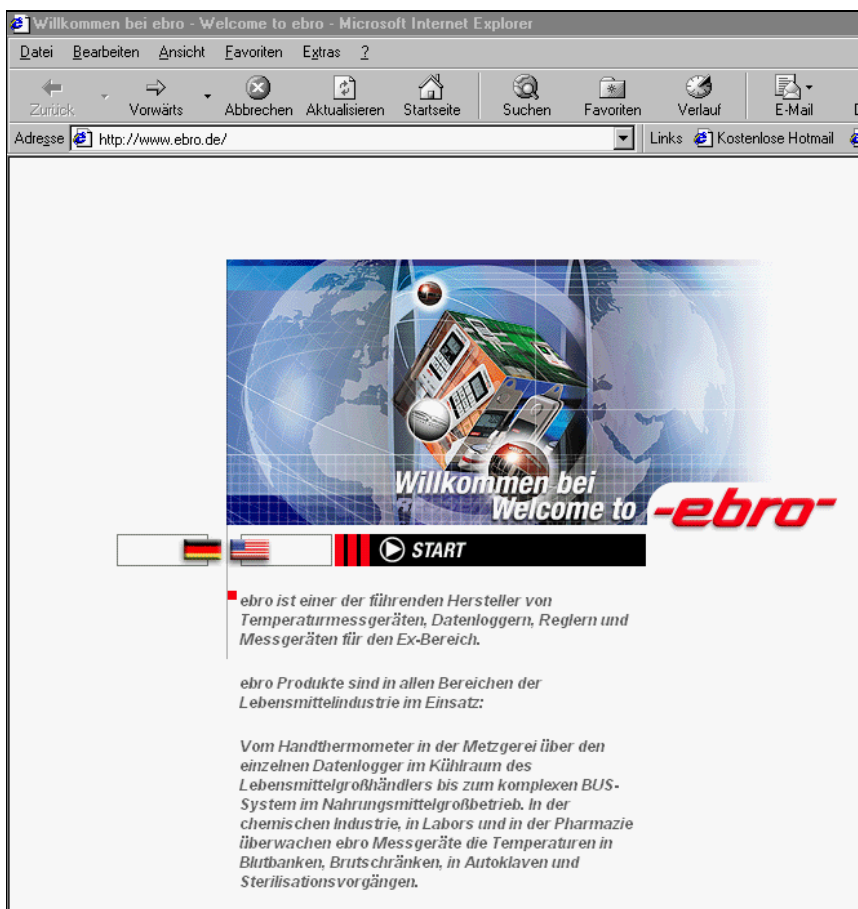 Willkommen bei ebro - Welcome to ebro - Microsoft Internet Explorer
Datei Bearbeiten Ansicht Favoriten Extras ?
Zurück Vorwärts Abbrechen Aktualisieren Startseite Suchen Favoriten Verlauf E-Mail
Adresse http://www.ebro.de/ Links Kostenlose Hotmail
Willkommen bei
Welcome to -ebro-
START
ebro ist einer der führenden Hersteller von
Temperaturmessgeräten, Datenloggern, Reglern und
Messgeräten für den Ex-Bereich.
ebro Produkte sind in allen Bereichen der
Lebensmittelindustrie im Einsatz:
Vom Handthermometer in der Metzgerei über den
einzelnen Datenlogger im Kühlraum des
Lebensmittelgroßhändlers bis zum komplexen BUS-
System im Nahrungsmittelgroßbetrieb. In der
chemischen Industrie, in Labors und in der Pharmazie
überwachen ebro Messgeräte die Temperaturen in
Blutbanken, Brutschränken, in Autoklaven und
Sterilisationsvorgängen.